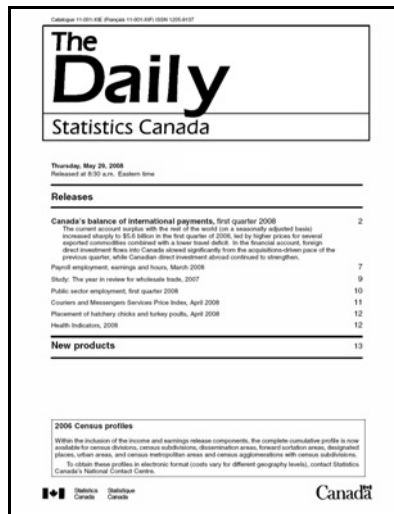 Catalogue 11-001-XIE (Français 11-001-XIF) ISSN 1205-9137
The
Daily
Statistics Canada
Thursday, May 29, 2008
Released at 8:30 a.m. Eastern time
Releases
Canada's balance of international payments, first quarter 2008 2
The current account surplus with the rest of the world (on a seasonally adjusted basis)
increased sharply to $5.6 billion in the first quarter of 2008, led by higher prices for several
exported commodities combined with a lower travel deficit. In the financial account, foreign
direct investment flows into Canada slowed significantly from the acquisitions-driven pace of the
previous quarter, while Canadian direct investment abroad continued to strengthen.
Payroll employment, earnings and hours, March 2008 7
Study: The year in review for wholesale trade, 2007 9
Public sector employment, first quarter 2008 10
Couriers and Messengers Services Price Index, April 2008 11
Placement of hatchery chicks and turkey poults, April 2008 12
Health Indicators, 2008 12
New products 13
2006 Census profiles
Within the inclusion of the income and earnings release components, the complete cumulative profile is now
available for census divisions, census subdivisions, dissemination areas, forward sortation areas, designated
places, urban areas, and census metropolitan areas and census agglomerations with census subdivisions.
To obtain these profiles in electronic format (costs vary for different geography levels), contact Statistics
Canada's National Contact Centre.
Statistics Canada
Statistique Canada
Canada